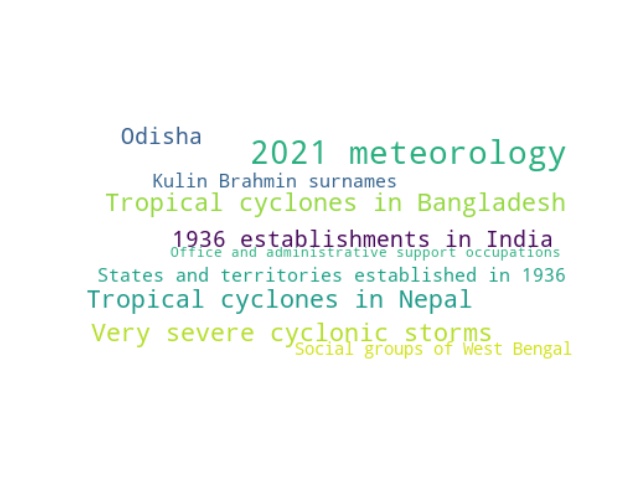 Odisha
2021 meteorology
Kulin Brahmin surnames
Tropical cyclones in Bangladesh
1936 establishments in India
Office and administrative support occupations
States and territories established in 1936
Tropical cyclones in Nepal
Very severe cyclonic storms
Social groups of West Bengal